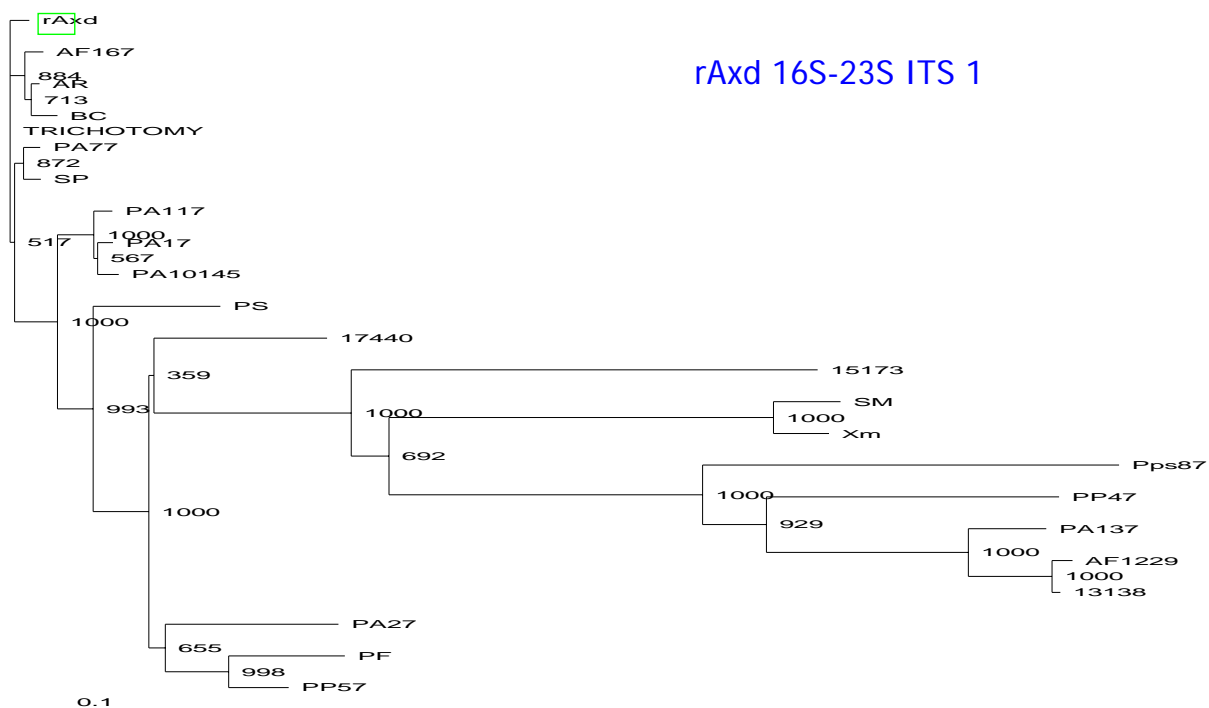 rAxd
AF167
rAxd 16S-23S ITS 1
884
AR
713
BC
TRICHOTOMY
PA77
872
SP
PA117
1000
517
PA17
567
PA10145
PS
1000
17440
15173
359
SM
993
1000
1000
Xm
692
Pps87
1000
PP47
1000
929
PA137
1000
AF1229
1000
13138
PA27
655
PF
998
PP57
0.1